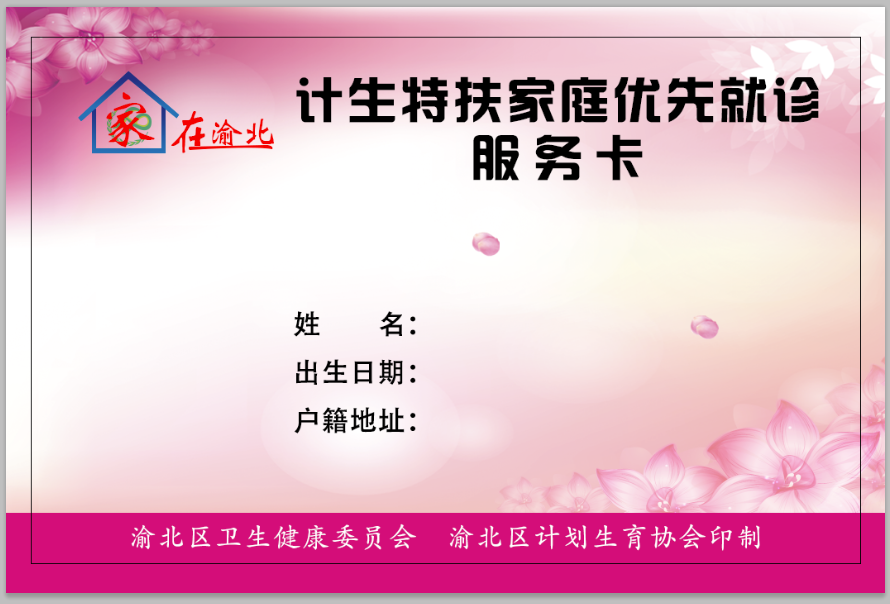 家在渝北
计生特扶家庭优先就诊
服务卡
姓　　名：
出生日期：
户籍地址：
渝北区卫生健康委员会　渝北区计划生育协会印制